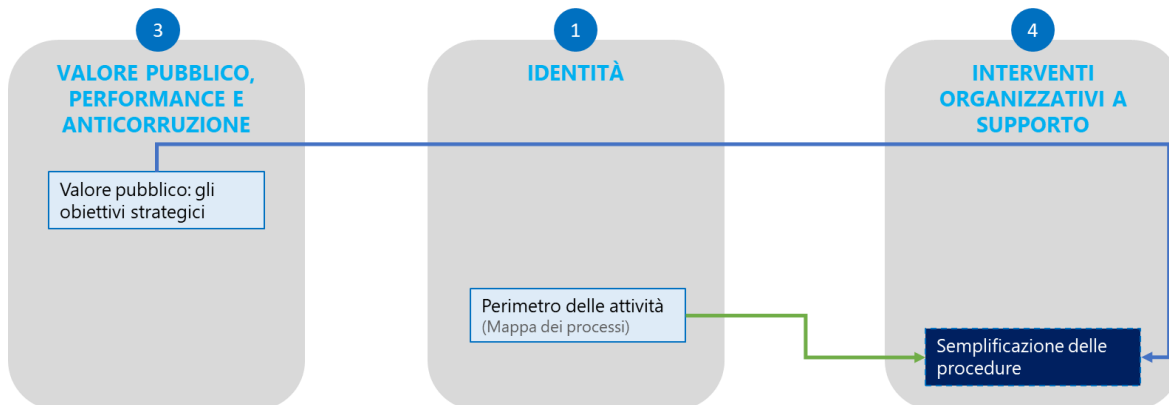 3
VALORE PUBBLICO,
PERFORMANCE E
ANTICORRUZIONE
Valore pubblico: gli
obiettivi strategici
1
IDENTITÀ
Perimetro delle attività
(Mappa dei processi)
4
INTERVENTI
ORGANIZZATIVI A
SUPPORTO
Semplificazione delle
procedure